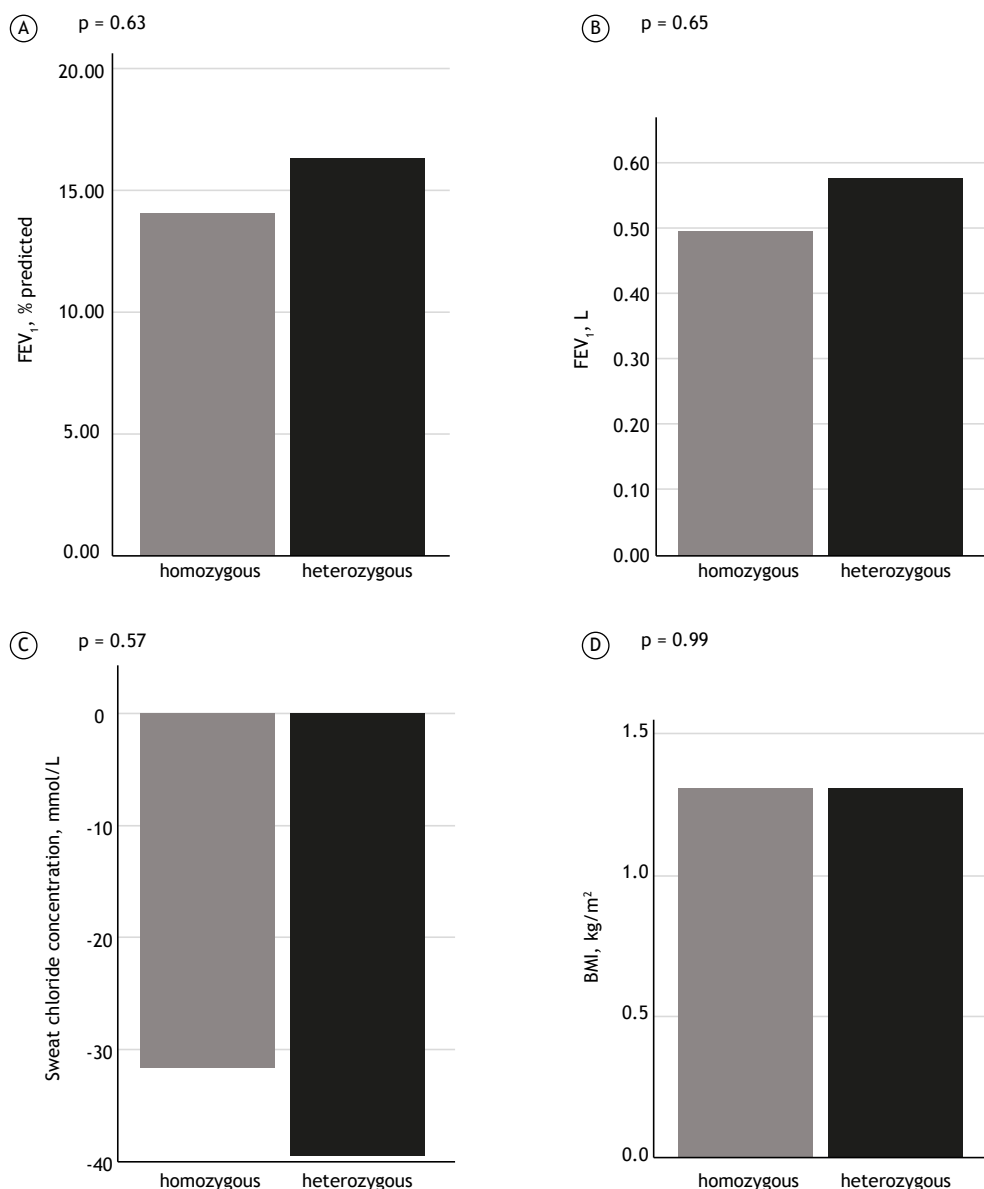 A p = 0.63
20.00
15.00
10.00
5.00
0.00
FEV₁, % predicted
homozygous heterozygous
B p = 0.65
0.60
0.50
0.40
0.30
0.20
0.10
0.00
FEV₁, L
homozygous heterozygous
C p = 0.57
0
-10
-20
-30
-40
Sweat chloride concentration, mmol/L
homozygous heterozygous
D p = 0.99
1.5
1.0
0.5
0.0
BMI, kg/m²
homozygous heterozygous